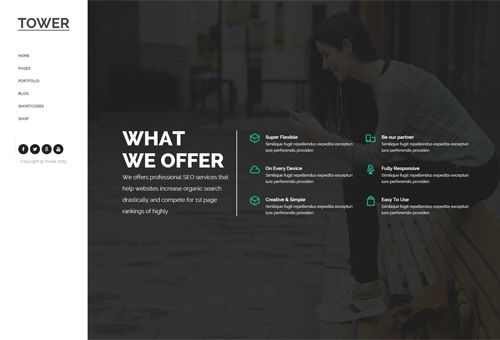 TOWER
HOME
PAGES
PORTFOLIO
BLOG
SHORTCODES
SHOP
Copyright @ Tower 2015
WHAT
WE OFFER
We offers professional SEO services that
help websites increase organic search
drastically and compete for 1st page
rankings of highly
Super Flexible
Similique fugit repellendus expedita excepturi
iure perferendis provident
On Every Device
Similique fugit repellendus expedita excepturi
iure perferendis provident
Creative & Simple
Similique fugit repellendus expedita excepturi
iure perferendis provident
Be our partner
Similique fugit repellendus expedita excepturi
iure perferendis provident
Fully Responsive
Similique fugit repellendus expedita excepturi
iure perferendis provident
Easy To Use
Similique fugit repellendus expedita excepturi
iure perferendis provident